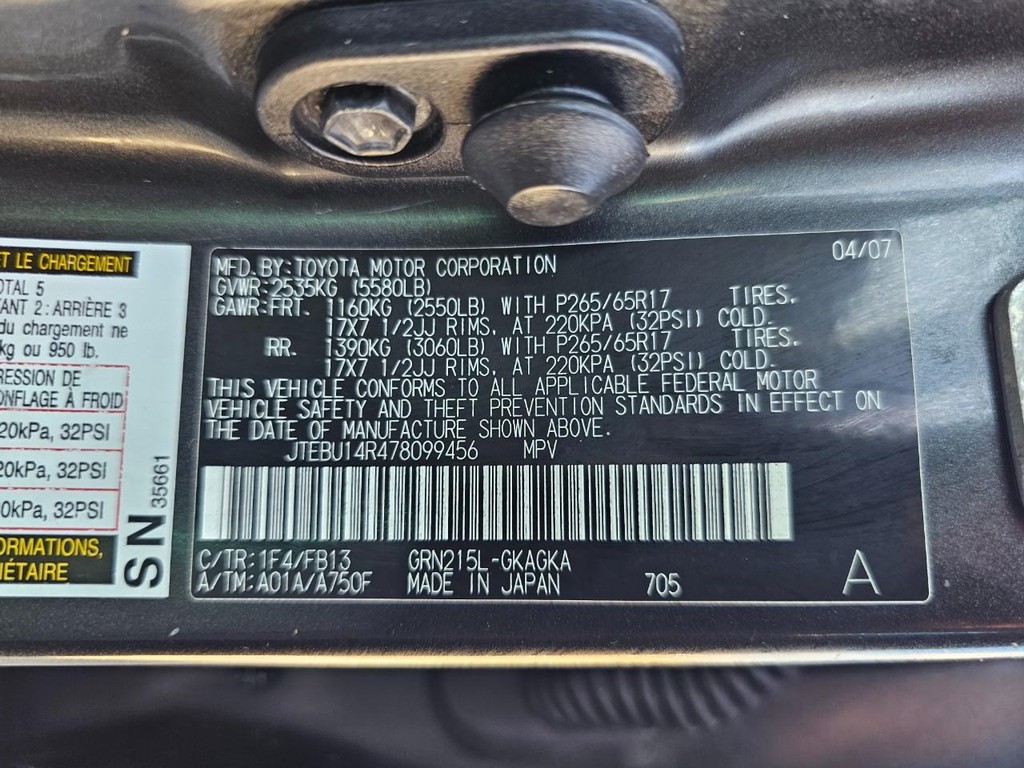 ET LE CHARGEMENT
OTAL 5
ANT 2 : ARRIÈRE 3
du chargement ne
kg ou 950 lb.
RESSION DE
ONFLAGE À FROID
20kPa, 32PSI
20kPa, 32PSI
0kPa, 32PSI
ORMATIONS,
IÉTAIRE
SN 35661
04/07
MFD.BY:TOYOTA MOTOR CORPORATION
GVWR:2535KG (5580LB)
GAWR:FRT. 1160KG (2550LB) WITH P265/65R17 TIRES,
17X7 1/2JJ RIMS, AT 220KPA (32PSI) COLD.
RR. 1390KG (3060LB) WITH P265/65R17 TIRES,
17X7 1/2JJ RIMS, AT 220KPA (32PSI) COLD.
THIS VEHICLE CONFORMS TO ALL APPLICABLE FEDERAL MOTOR
VEHICLE SAFETY AND THEFT PREVENTION STANDARDS IN EFFECT ON
THE DATE OF MANUFACTURE SHOWN ABOVE.
JTEBU14R478099456 MPV
C/TR:1F4/FB13 GRN215L-GKAGKA
A/TM:A01A/A750F MADE IN JAPAN 705 A